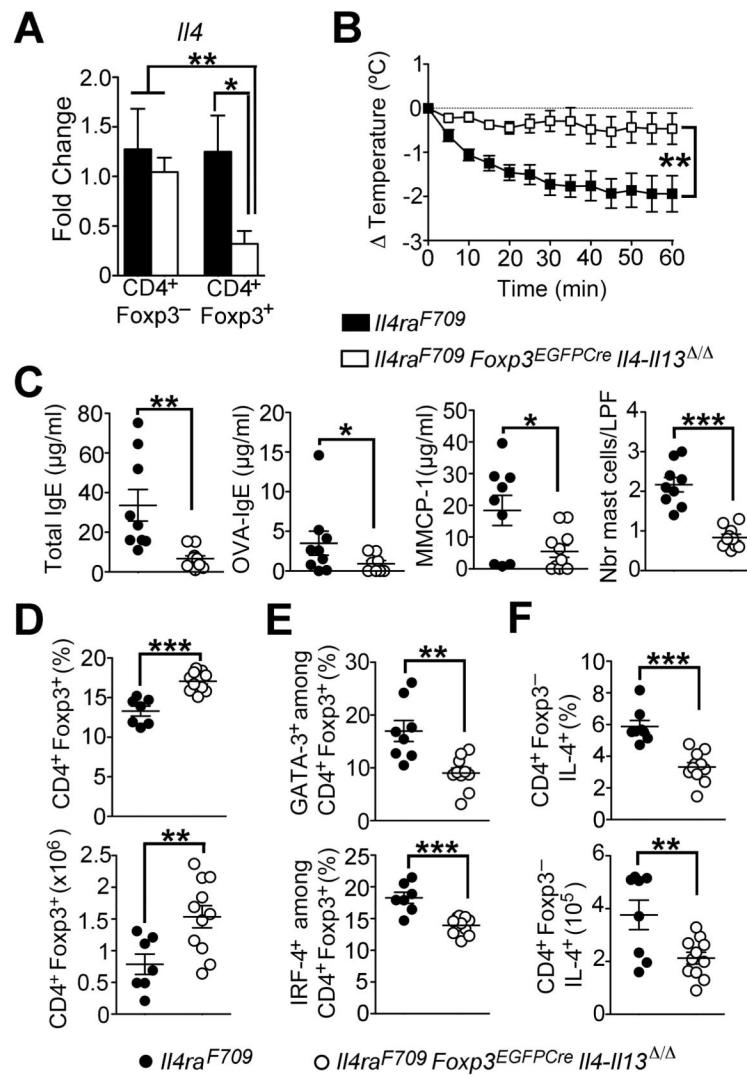 A
Il4
**
*
Fold Change
2.0
1.5
1.0
0.5
0
CD4⁺
Foxp3⁻
CD4⁺
Foxp3⁺
B
Δ Temperature (ºC)
1
0
-1
-2
-3
**
0 10 20 30 40 50 60
Time (min)
Il4raF709
Il4raF709 Foxp3EGFPCre Il4-Il13Δ/Δ
C
Total IgE (µg/ml)
80
60
40
20
0
**
OVA-IgE (µg/ml)
20
15
10
5
0
*
MMCP-1(µg/ml)
50
40
30
20
10
0
*
Nbr mast cells/LPF
4
3
2
1
0
***
D
CD4⁺ Foxp3⁺(%)
20
15
10
5
0
***
CD4⁺ Foxp3⁺(x10⁶)
2.5
2
1.5
1
0.5
0
**
E
GATA-3⁺ among
CD4⁺ Foxp3⁺(%)
30
20
10
0
**
IRF-4⁺ among
CD4⁺ Foxp3⁺(%)
30
20
10
0
***
F
CD4⁺ Foxp3⁻
IL-4⁺(%)
10
8
6
4
2
0
***
CD4⁺ Foxp3⁻
IL-4⁺ (10⁵)
6
4
2
0
**
Il4raF709
Il4raF709 Foxp3EGFPCre Il4-Il13Δ/Δ